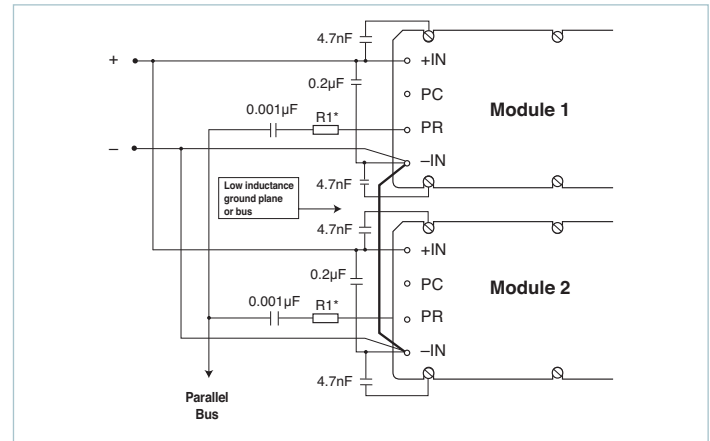 4.7nF
+
+IN
0.2µF
PC
Module 1
0.001µF
R1*
PR
–
–IN
4.7nF
Low inductance
ground plane
or bus
4.7nF
+IN
0.2µF
PC
Module 2
0.001µF
R1*
PR
–IN
4.7nF
Parallel
Bus